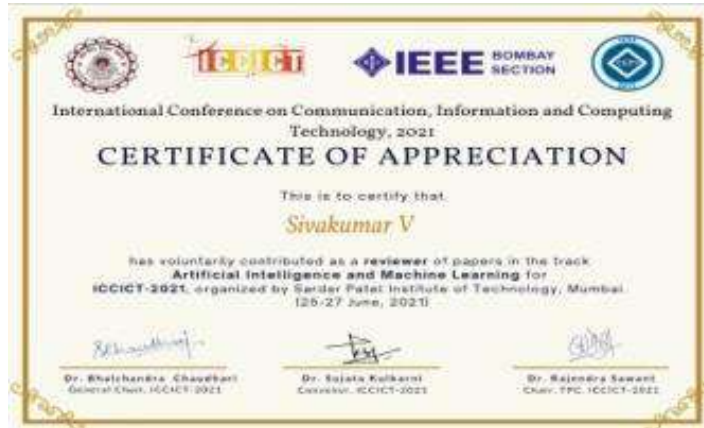 ICCICT
IEEE BOMBAY SECTION
International Conference on Communication, Information and Computing
Technology, 2021
CERTIFICATE OF APPRECIATION
This is to certify that
Sivakumar V
has voluntarily contributed as a reviewer of papers in the track
Artificial Intelligence and Machine Learning for
ICCICT-2021, organized by Sardar Patel Institute of Technology, Mumbai.
(25-27 June, 2021)
Dr. Bhalchandra Chaudhari
General Chair, ICCICT-2021
Dr. Sujata Kulkarni
Convenor, ICCICT-2021
Dr. Rajendra Sawant
Chair, TPC, ICCICT-2021